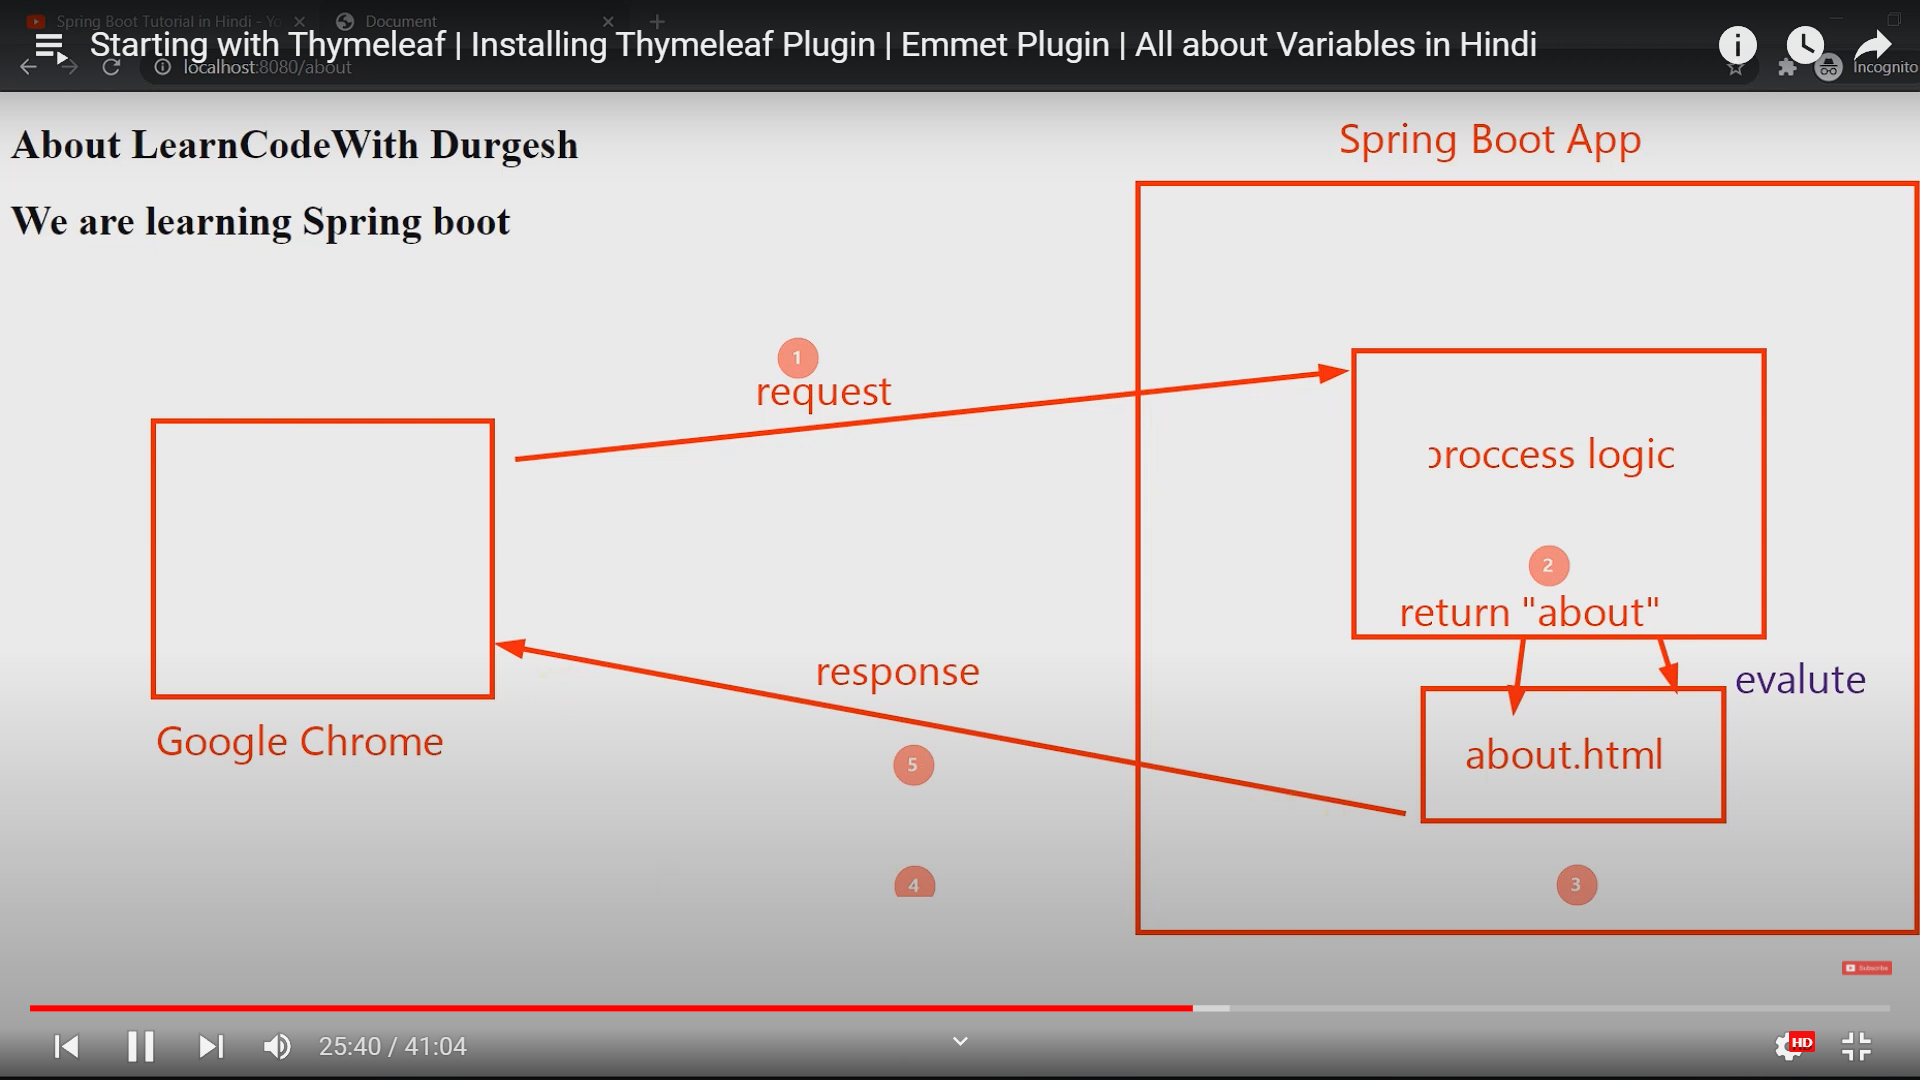 Spring Boot Tutorial in Hindi - Yo
Document
Starting with Thymeleaf | Installing Thymeleaf Plugin | Emmet Plugin | All about Variables in Hindi
localhost:8080/about
Incognito
About LearnCodeWith Durgesh
We are learning Spring boot
Spring Boot App
1
request
proccess logic
2
return "about"
response
evalute
Google Chrome
about.html
5
4
3
Subscribe
25:40 / 41:04
HD